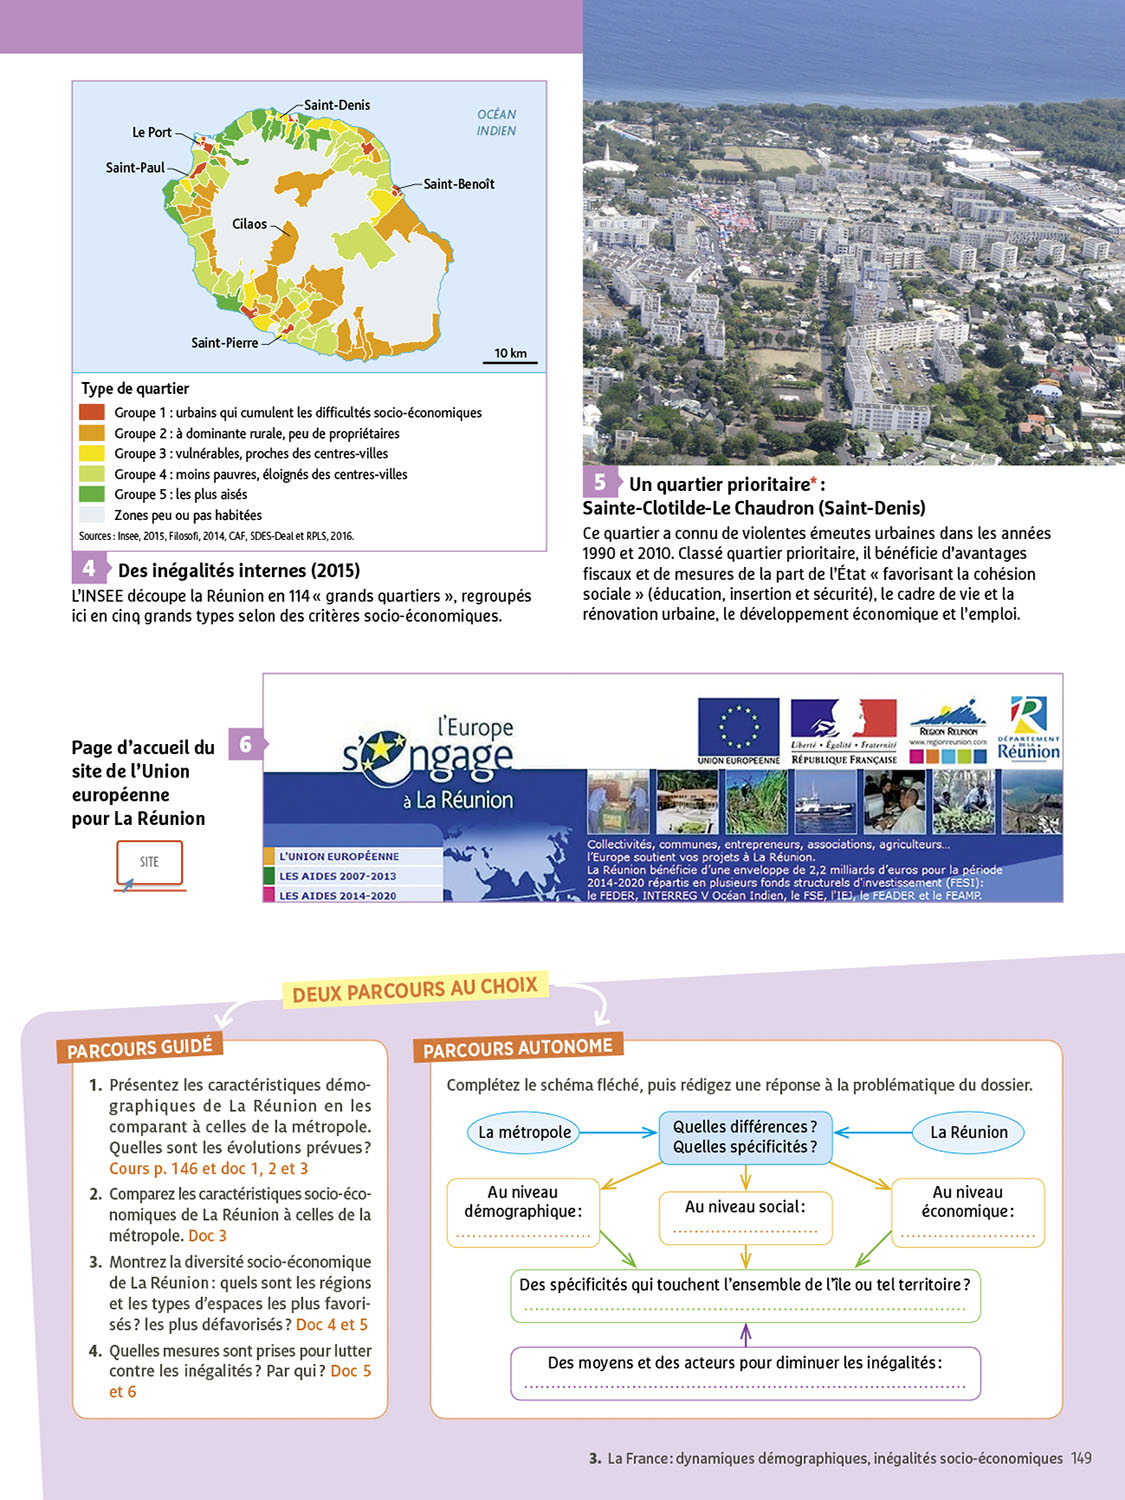 Saint-Denis
OCÉAN
INDIEN
Le Port
Saint-Paul
Saint-Benoît
Cilaos
Saint-Pierre
10 km
Type de quartier
Groupe 1 : urbains qui cumulent les difficultés socio-économiques
Groupe 2 : à dominante rurale, peu de propriétaires
Groupe 3 : vulnérables, proches des centres-villes
Groupe 4 : moins pauvres, éloignés des centres-villes
Groupe 5 : les plus aisés
Zones peu ou pas habitées
Sources : Insee, 2015, Filosofi, 2014, CAF, SDES-Deal et RPLS, 2016.
4 Des inégalités internes (2015)
L'INSEE découpe la Réunion en 114 « grands quartiers », regroupés
ici en cinq grands types selon des critères socio-économiques.
5 Un quartier prioritaire* :
Sainte-Clotilde-Le Chaudron (Saint-Denis)
Ce quartier a connu de violentes émeutes urbaines dans les années
1990 et 2010. Classé quartier prioritaire, il bénéficie d'avantages
fiscaux et de mesures de la part de l'État « favorisant la cohésion
sociale » (éducation, insertion et sécurité), le cadre de vie et la
rénovation urbaine, le développement économique et l'emploi.
Page d'accueil du
site de l'Union
européenne
pour La Réunion
SITE
6
l'Europe
s'engage
à La Réunion
UNION EUROPÉENNE
Liberté • Égalité • Fraternité
RÉPUBLIQUE FRANÇAISE
REGION REUNION
www.regionreunion.com
DÉPARTEMENT
DE LA
Réunion
L'UNION EUROPÉENNE
LES AIDES 2007-2013
LES AIDES 2014-2020
Collectivités, communes, entrepreneurs, associations, agriculteurs...
l'Europe soutient vos projets à La Réunion.
La Réunion bénéficie d'une enveloppe de 2,2 milliards d'euros pour la période
2014-2020 répartis en plusieurs fonds structurels d'investissement (FESI):
le FEDER, INTERREG V Océan Indien, le FSE, l'IEJ, le FEADER et le FEAMP.
DEUX PARCOURS AU CHOIX
PARCOURS GUIDÉ
1. Présentez les caractéristiques démo-
graphiques de La Réunion en les
comparant à celles de la métropole.
Quelles sont les évolutions prévues ?
Cours p. 146 et doc 1, 2 et 3
2. Comparez les caractéristiques socio-éco-
nomiques de La Réunion à celles de la
métropole. Doc 3
3. Montrez la diversité socio-économique
de La Réunion : quels sont les régions
et les types d'espaces les plus favori-
sés ? les plus défavorisés ? Doc 4 et 5
4. Quelles mesures sont prises pour lutter
contre les inégalités ? Par qui ? Doc 5
et 6
PARCOURS AUTONOME
Complétez le schéma fléché, puis rédigez une réponse à la problématique du dossier.
La métropole
Quelles différences ?
Quelles spécificités ?
La Réunion
Au niveau
démographique :
Au niveau social :
Au niveau
économique :
Des spécificités qui touchent l'ensemble de l'île ou tel territoire ?
Des moyens et des acteurs pour diminuer les inégalités :
3. La France : dynamiques démographiques, inégalités socio-économiques 149